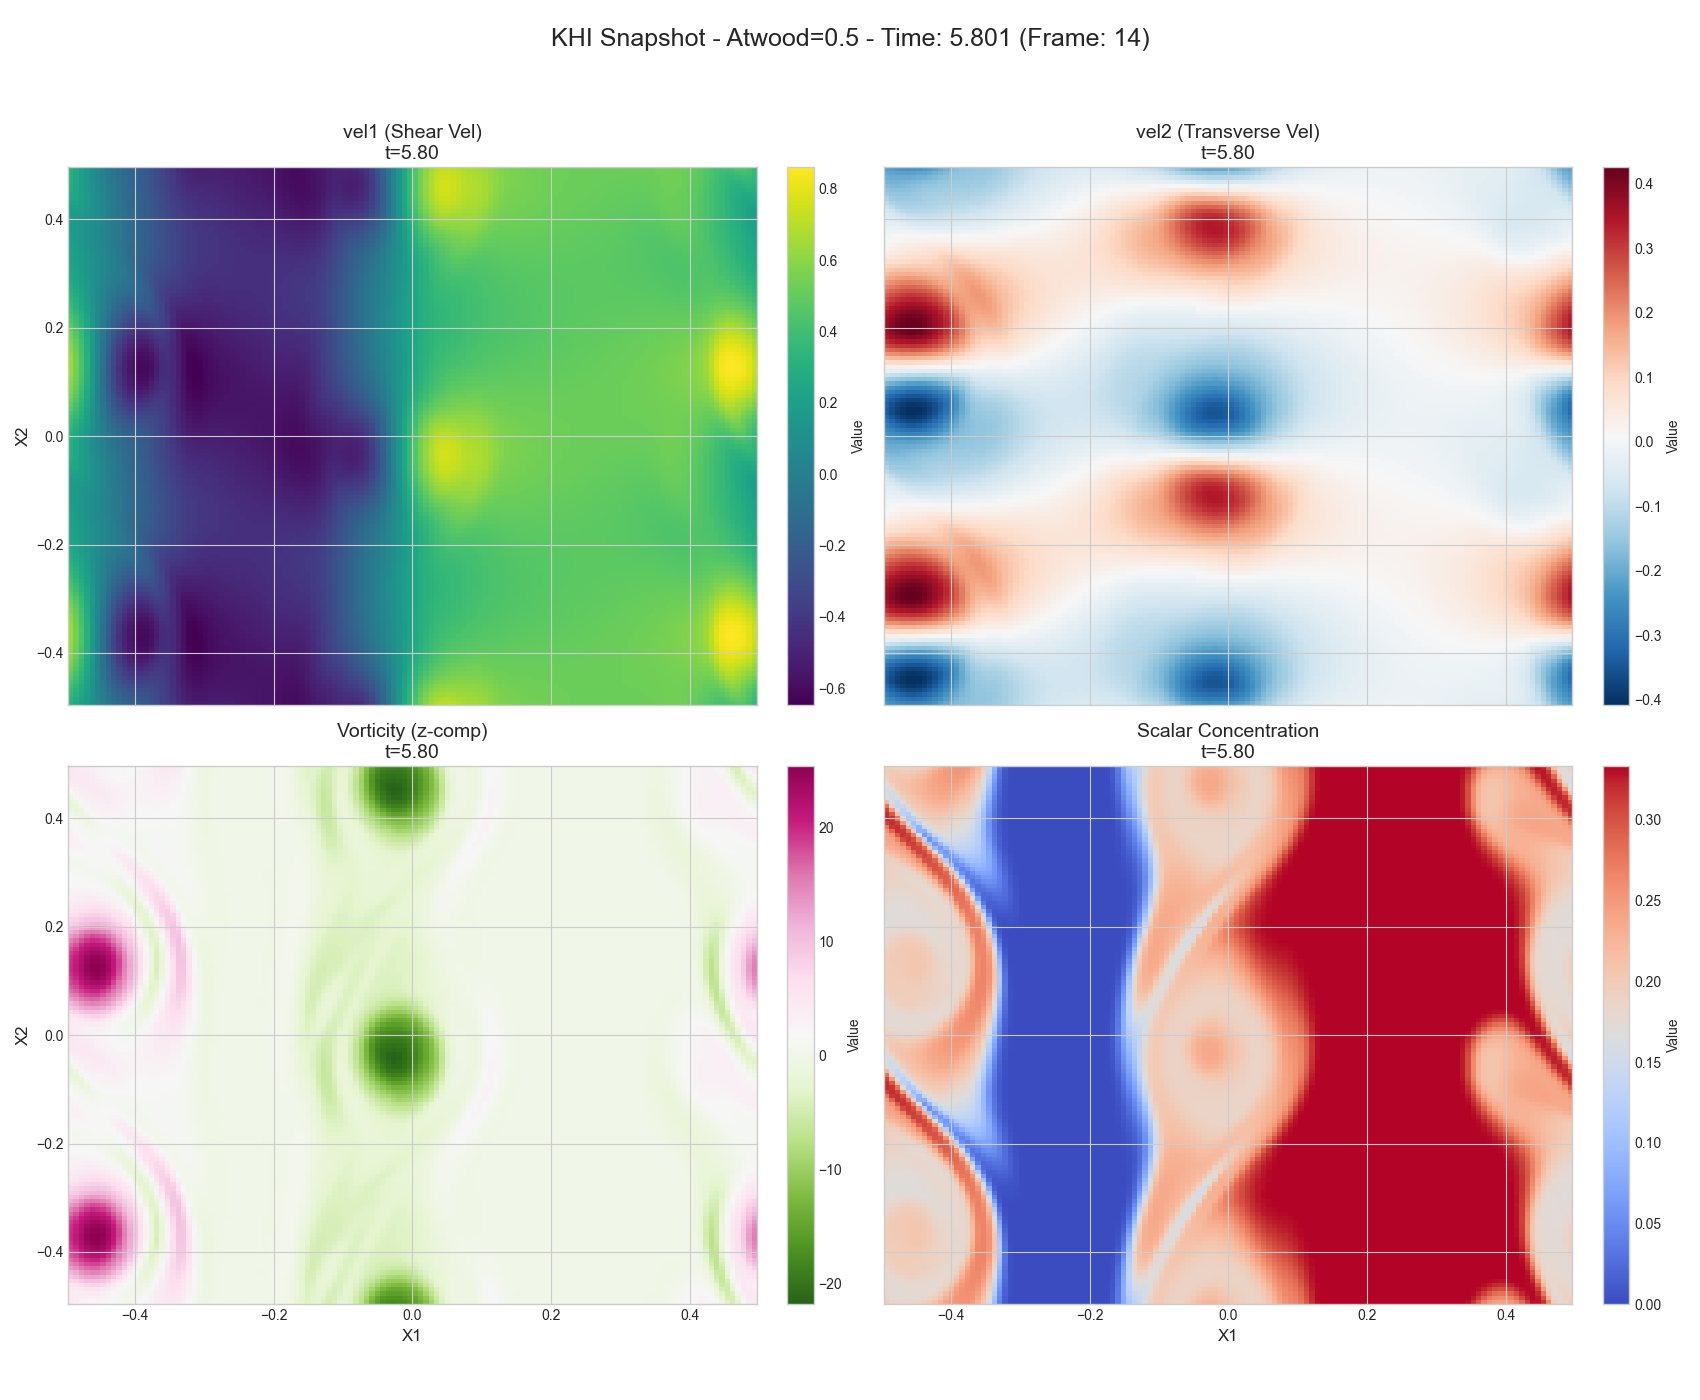 KHI Snapshot - Atwood=0.5 - Time: 5.801 (Frame: 14)
vel1 (Shear Vel)
t=5.80
X2
0.4
0.2
0.0
−0.2
−0.4
0.8
0.6
0.4
0.2
0.0
−0.2
−0.4
−0.6
Value
vel2 (Transverse Vel)
t=5.80
0.4
0.3
0.2
0.1
0.0
−0.1
−0.2
−0.3
−0.4
Value
Vorticity (z-comp)
t=5.80
X2
0.4
0.2
0.0
−0.2
−0.4
−0.4
−0.2
0.0
0.2
0.4
X1
20
10
0
−10
−20
Value
Scalar Concentration
t=5.80
−0.4
−0.2
0.0
0.2
0.4
X1
0.30
0.25
0.20
0.15
0.10
0.05
0.00
Value